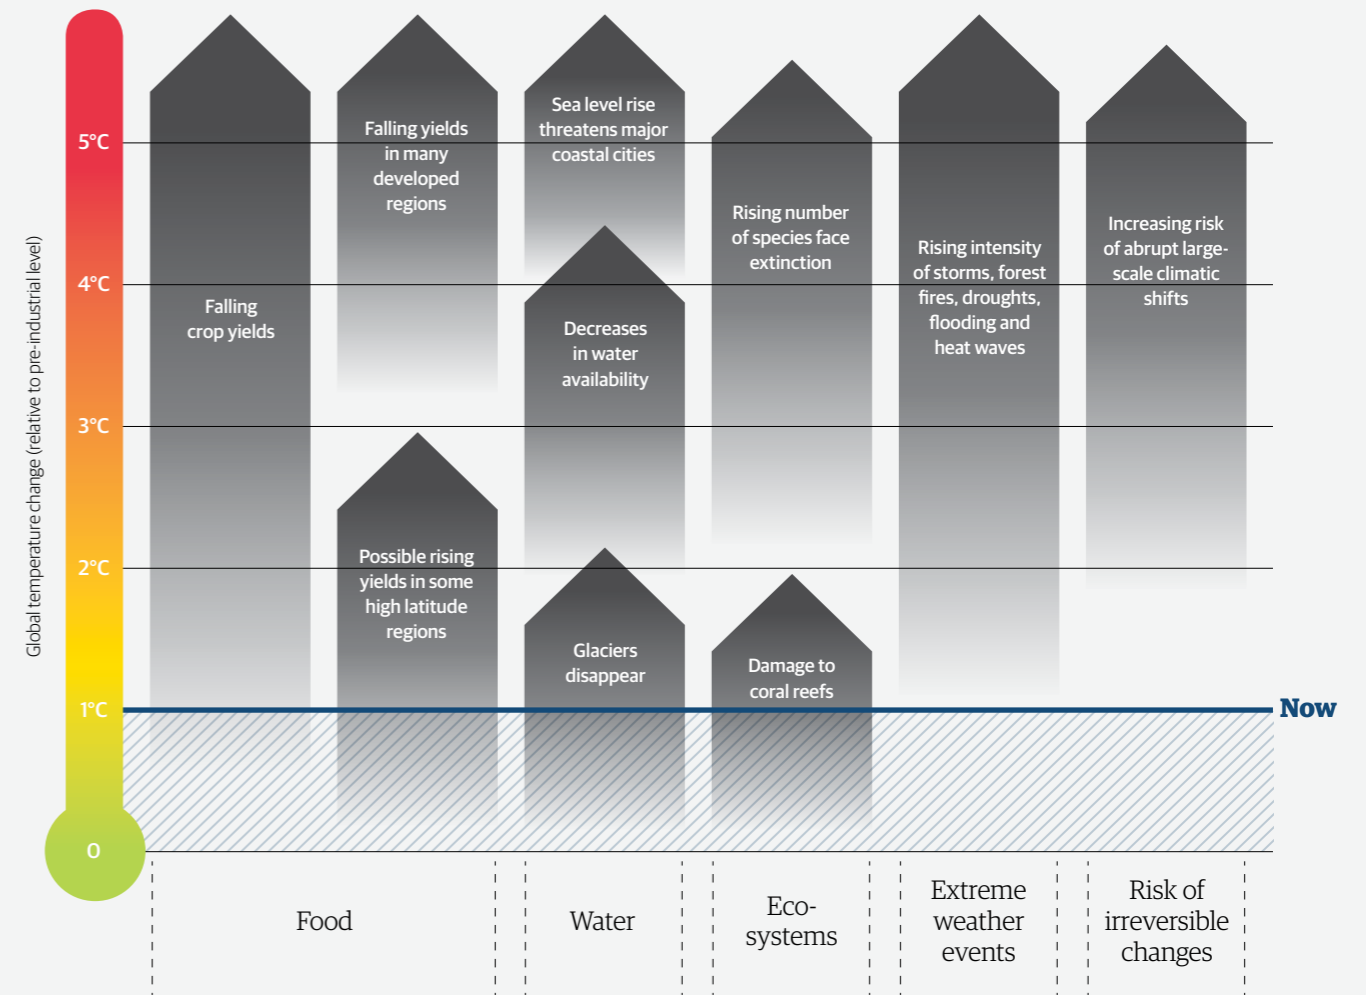 Global temperature change (relative to pre-industrial level)
5°C
4°C
3°C
2°C
1°C
0
Falling
crop yields
Falling yields
in many
developed
regions
Possible rising
yields in some
high latitude
regions
Sea level rise
threatens major
coastal cities
Decreases
in water
availability
Glaciers
disappear
Rising number
of species face
extinction
Damage to
coral reefs
Rising intensity
of storms, forest
fires, droughts,
flooding and
heat waves
Increasing risk
of abrupt large-
scale climatic
shifts
Now
Food
Water
Eco-
systems
Extreme
weather
events
Risk of
irreversible
changes